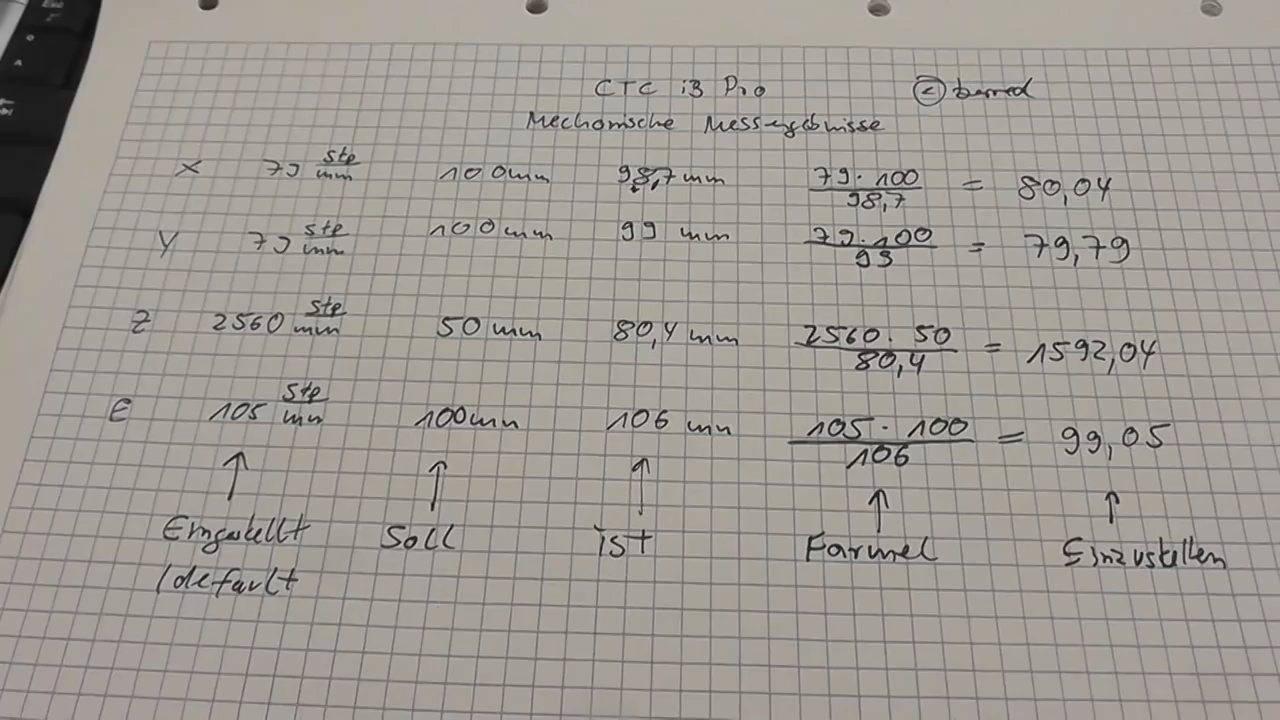 CTC i3 Pro
Mechanische Messergebnisse
X 79 stp/mm 100mm 98,7 mm 79 · 100 / 98,7 = 80,04
Y 79 stp/mm 100mm 99 mm 79 · 100 / 99 = 79,79
Z 2560 stp/mm 50mm 80,4 mm 2560 · 50 / 80,4 = 1592,04
E 105 stp/mm 100mm 106 mm 105 · 100 / 106 = 99,05
↑ ↑ ↑ ↑ ↑
Eingestellt Soll ist Formel Einzustellen
/default